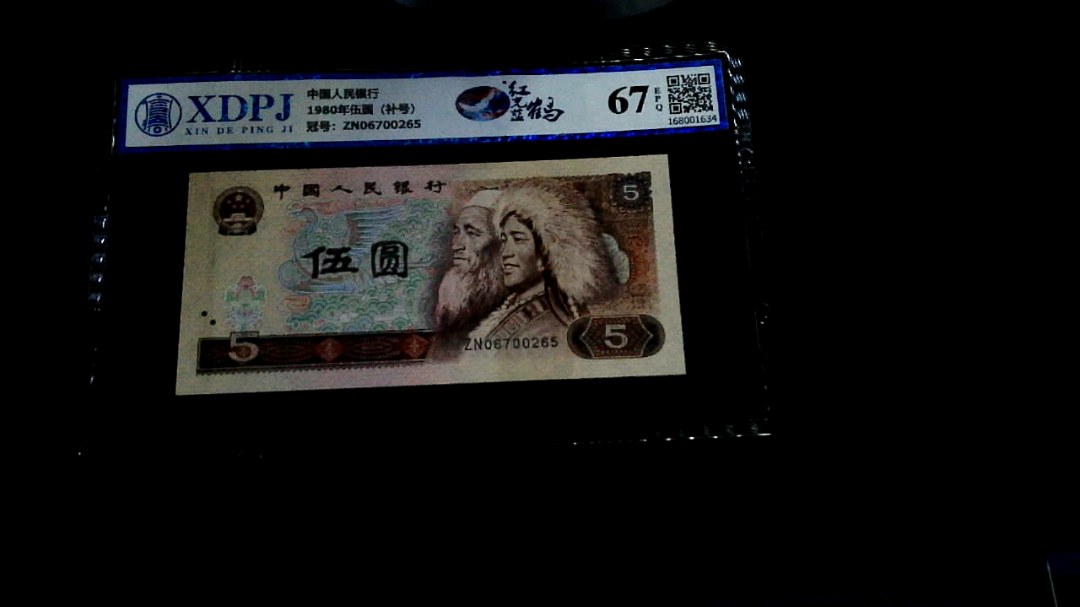 XDPJ
XIN DE PING JI
中国人民银行
1980年伍圆（补号）
冠号：ZN06700265
红
蓝鹤
67
EPQ
168001634
中国人民银行
5
伍圆
5
ZN06700265
5